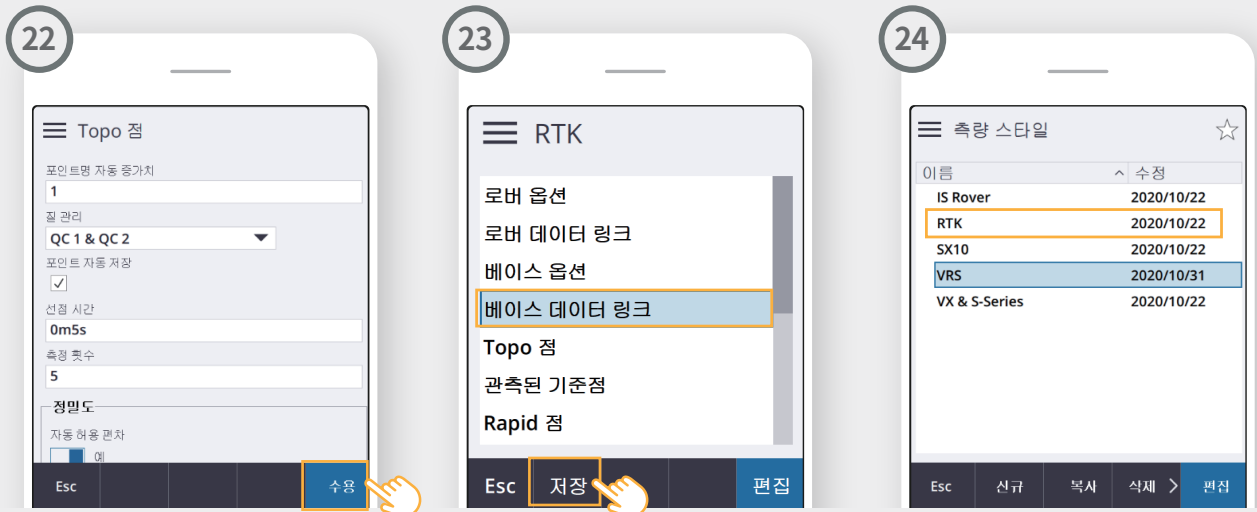 22
Topo 점
포인트명 자동 증가치
1
질 관리
QC 1 & QC 2
포인트 자동 저장
선점 시간
0m5s
측정 횟수
5
정밀도
자동 허용 편차
예
Esc 수용
23
RTK
로버 옵션
로버 데이터 링크
베이스 옵션
베이스 데이터 링크
Topo 점
관측된 기준점
Rapid 점
Esc 저장 편집
24
측량 스타일
이름 수정
IS Rover 2020/10/22
RTK 2020/10/22
SX10 2020/10/22
VRS 2020/10/31
VX & S-Series 2020/10/22
Esc 신규 복사 삭제 편집